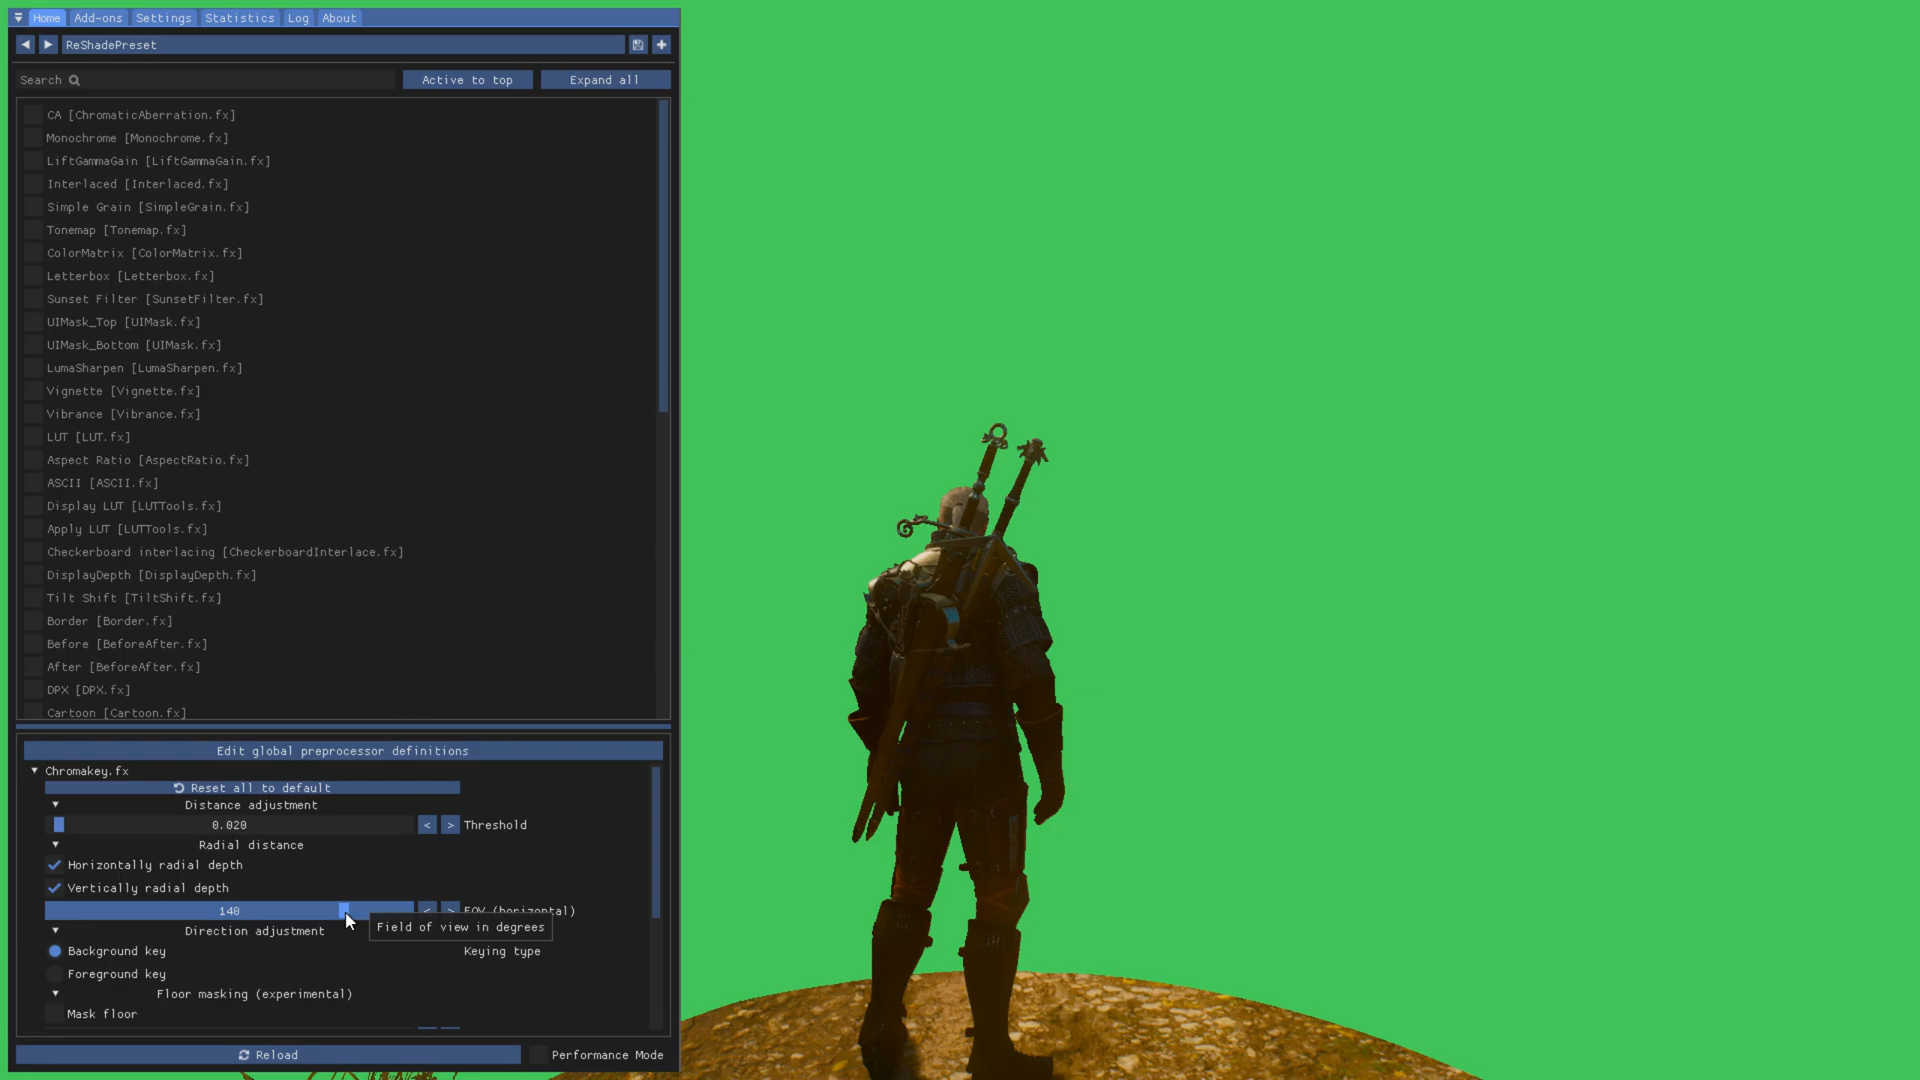 Home Add-ons Settings Statistics Log About
ReShadePreset
Search Active to top Expand all
CA [ChromaticAberration.fx]
Monochrome [Monochrome.fx]
LiftGammaGain [LiftGammaGain.fx]
Interlaced [Interlaced.fx]
Simple Grain [SimpleGrain.fx]
Tonemap [Tonemap.fx]
ColorMatrix [ColorMatrix.fx]
Letterbox [Letterbox.fx]
Sunset Filter [SunsetFilter.fx]
UIMask_Top [UIMask.fx]
UIMask_Bottom [UIMask.fx]
LumaSharpen [LumaSharpen.fx]
Vignette [Vignette.fx]
Vibrance [Vibrance.fx]
LUT [LUT.fx]
Aspect Ratio [AspectRatio.fx]
ASCII [ASCII.fx]
Display LUT [LUTTools.fx]
Apply LUT [LUTTools.fx]
Checkerboard interlacing [CheckerboardInterlace.fx]
DisplayDepth [DisplayDepth.fx]
Tilt Shift [TiltShift.fx]
Border [Border.fx]
Before [BeforeAfter.fx]
After [BeforeAfter.fx]
DPX [DPX.fx]
Cartoon [Cartoon.fx]
Edit global preprocessor definitions
Chromakey.fx
Reset all to default
Distance adjustment
0.020 < > Threshold
Radial distance
Horizontally radial depth
Vertically radial depth
140 < > FOV (horizontal)
Field of view in degrees
Direction adjustment
Background key Keying type
Foreground key
Floor masking (experimental)
Mask floor
Reload Performance Mode